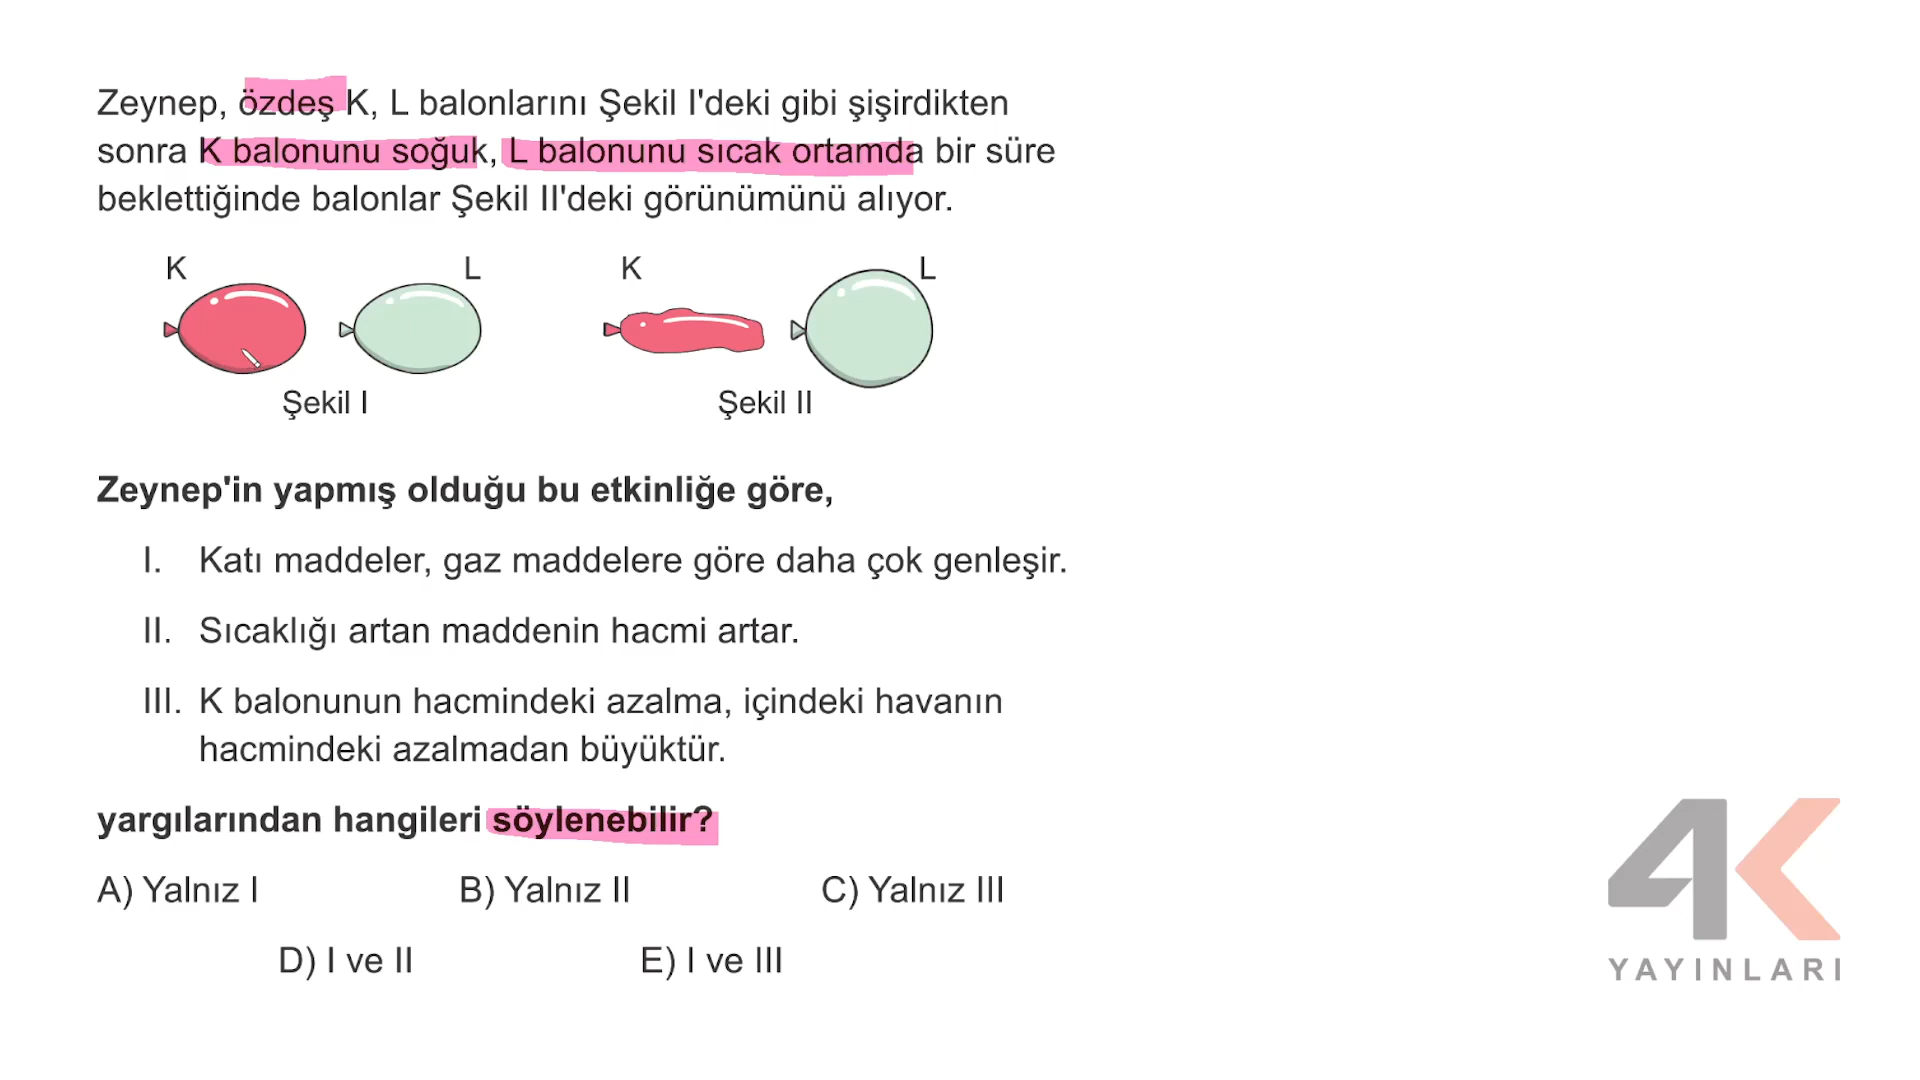 Zeynep, özdeş K, L balonlarını Şekil I'deki gibi şişirdikten
sonra K balonunu soğuk, L balonunu sıcak ortamda bir süre
beklettiğinde balonlar Şekil II'deki görünümünü alıyor.
K L K L
Şekil I Şekil II
Zeynep'in yapmış olduğu bu etkinliğe göre,
I. Katı maddeler, gaz maddelere göre daha çok genleşir.
II. Sıcaklığı artan maddenin hacmi artar.
III. K balonunun hacmindeki azalma, içindeki havanın
hacmindeki azalmadan büyüktür.
yargılarından hangileri söylenebilir?
A) Yalnız I B) Yalnız II C) Yalnız III
D) I ve II E) I ve III
4K
YAYINLARI